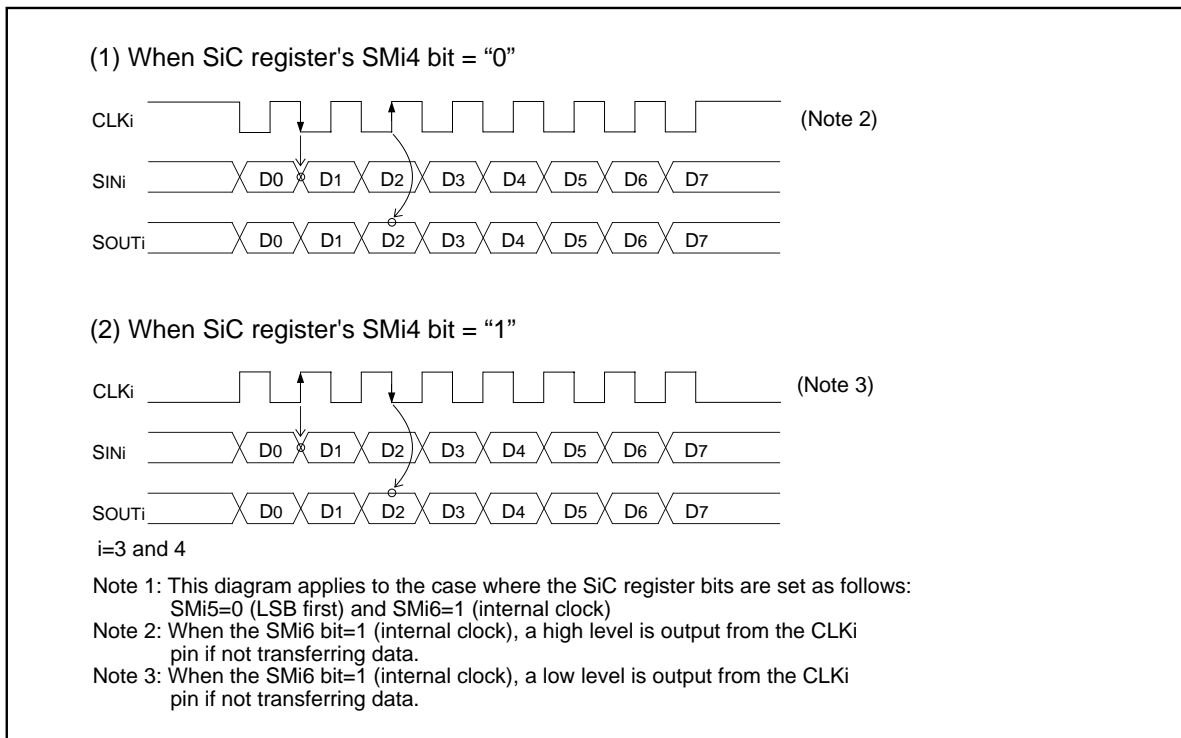 (1) When SiC register's SMi4 bit = “0”
CLKi
(Note 2)
SINi D0 D1 D2 D3 D4 D5 D6 D7
SOUTi D0 D1 D2 D3 D4 D5 D6 D7
(2) When SiC register's SMi4 bit = “1”
CLKi
(Note 3)
SINi D0 D1 D2 D3 D4 D5 D6 D7
SOUTi D0 D1 D2 D3 D4 D5 D6 D7
i=3 and 4
Note 1: This diagram applies to the case where the SiC register bits are set as follows:
SMi5=0 (LSB first) and SMi6=1 (internal clock)
Note 2: When the SMi6 bit=1 (internal clock), a high level is output from the CLKi
pin if not transferring data.
Note 3: When the SMi6 bit=1 (internal clock), a low level is output from the CLKi
pin if not transferring data.